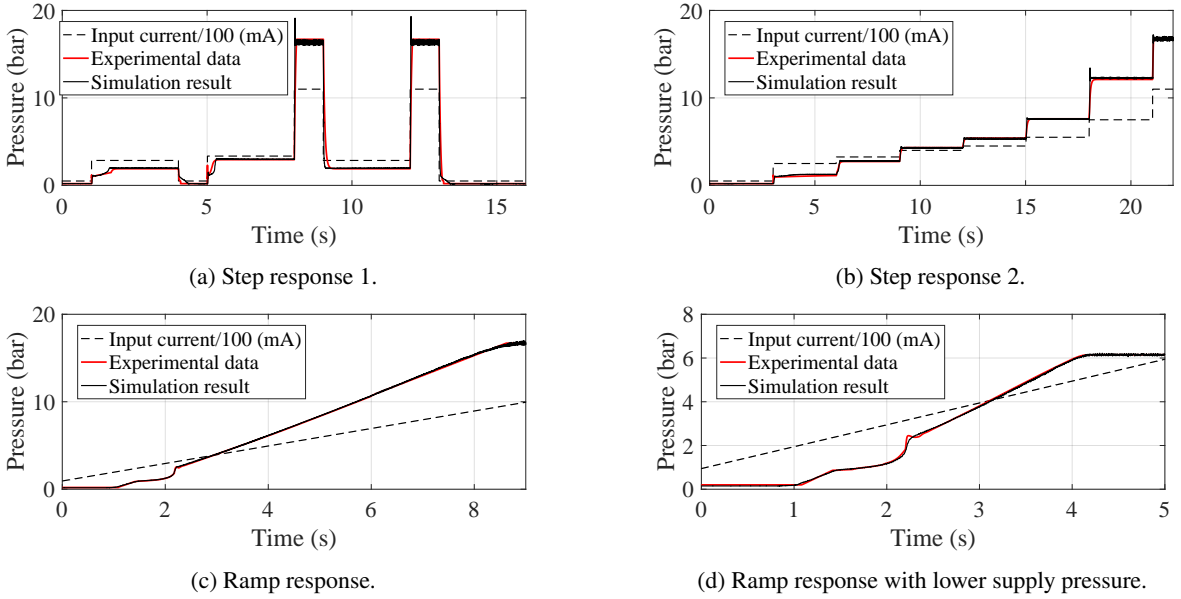 20
10
0
Pressure (bar)
Input current/100 (mA)
Experimental data
Simulation result
0 5 10 15
Time (s)
(a) Step response 1.
20
10
0
Pressure (bar)
Input current/100 (mA)
Experimental data
Simulation result
0 5 10 15 20
Time (s)
(b) Step response 2.
20
10
0
Pressure (bar)
Input current/100 (mA)
Experimental data
Simulation result
0 2 4 6 8
Time (s)
(c) Ramp response.
8
6
4
2
0
Pressure (bar)
Input current/100 (mA)
Experimental data
Simulation result
0 1 2 3 4 5
Time (s)
(d) Ramp response with lower supply pressure.